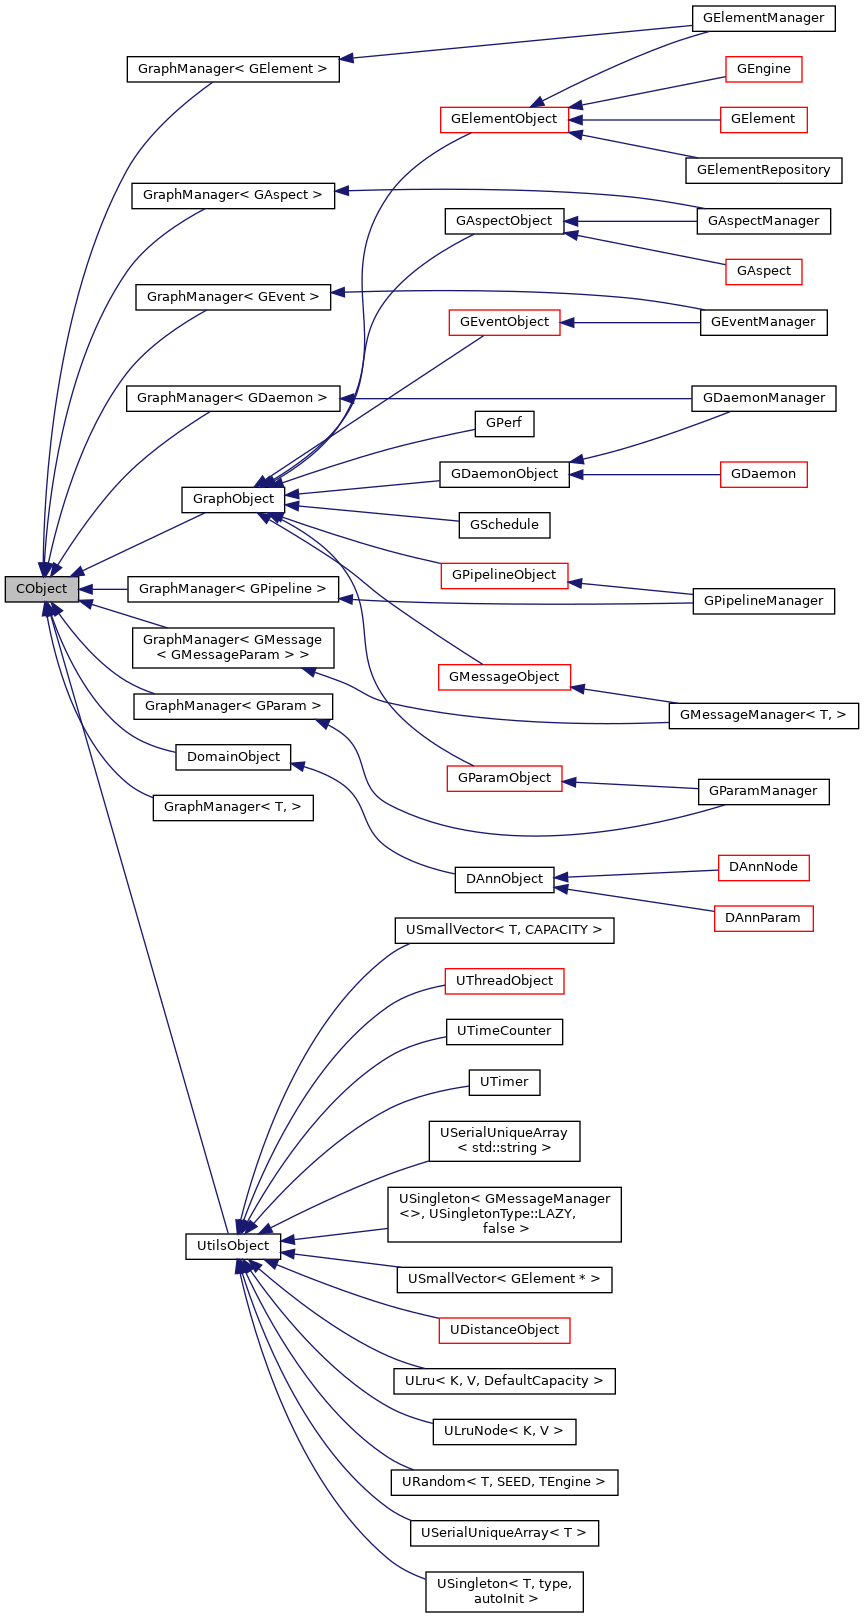 GElementManager
GraphManager< GElement >
GEngine
GElementObject
GElement
GElementRepository
GraphManager< GAspect >
GAspectObject
GAspectManager
GAspect
GraphManager< GEvent >
GEventObject
GEventManager
GraphManager< GDaemon >
GDaemonManager
GPerf
GDaemonObject
GDaemon
GraphObject
GSchedule
GPipelineObject
CObject
GraphManager< GPipeline >
GPipelineManager
GraphManager< GMessage
< GMessageParam > >
GMessageObject
GraphManager< GParam >
GMessageManager< T, >
DomainObject
GParamObject
GParamManager
GraphManager< T, >
DAnnNode
DAnnObject
DAnnParam
USmallVector< T, CAPACITY >
UThreadObject
UTimeCounter
UTimer
USerialUniqueArray
< std::string >
USingleton< GMessageManager
<>, USingletonType::LAZY,
false >
UtilsObject
USmallVector< GElement * >
UDistanceObject
ULru< K, V, DefaultCapacity >
ULruNode< K, V >
URandom< T, SEED, TEngine >
USerialUniqueArray< T >
USingleton< T, type,
autoInit >